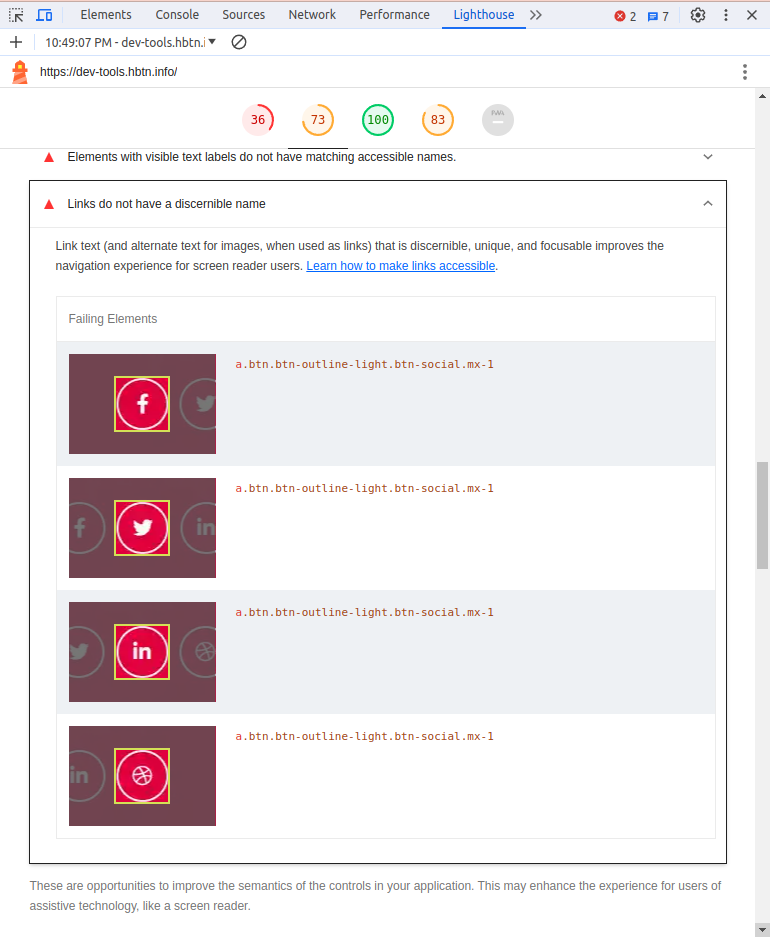 Elements Console Sources Network Performance Lighthouse 2 7
10:49:07 PM - dev-tools.hbtn.i
https://dev-tools.hbtn.info/
36 73 100 83 PWA
Elements with visible text labels do not have matching accessible names.
Links do not have a discernible name
Link text (and alternate text for images, when used as links) that is discernible, unique, and focusable improves the
navigation experience for screen reader users. Learn how to make links accessible.
Failing Elements
a.btn.btn-outline-light.btn-social.mx-1
a.btn.btn-outline-light.btn-social.mx-1
in
in a.btn.btn-outline-light.btn-social.mx-1
in a.btn.btn-outline-light.btn-social.mx-1
These are opportunities to improve the semantics of the controls in your application. This may enhance the experience for users of
assistive technology, like a screen reader.